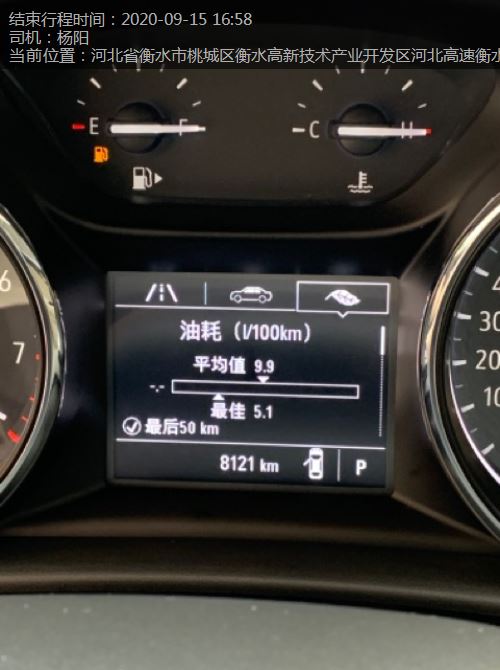 结束行程时间：2020-09-15 16:58
司机：杨阳
当前位置：河北省衡水市桃城区衡水高新技术产业开发区河北高速衡水
E F
C H
油耗（l/100km）
平均值 9.9
-.-
最佳 5.1
最后50 km
8121 km P
6
7
4
30
20
10